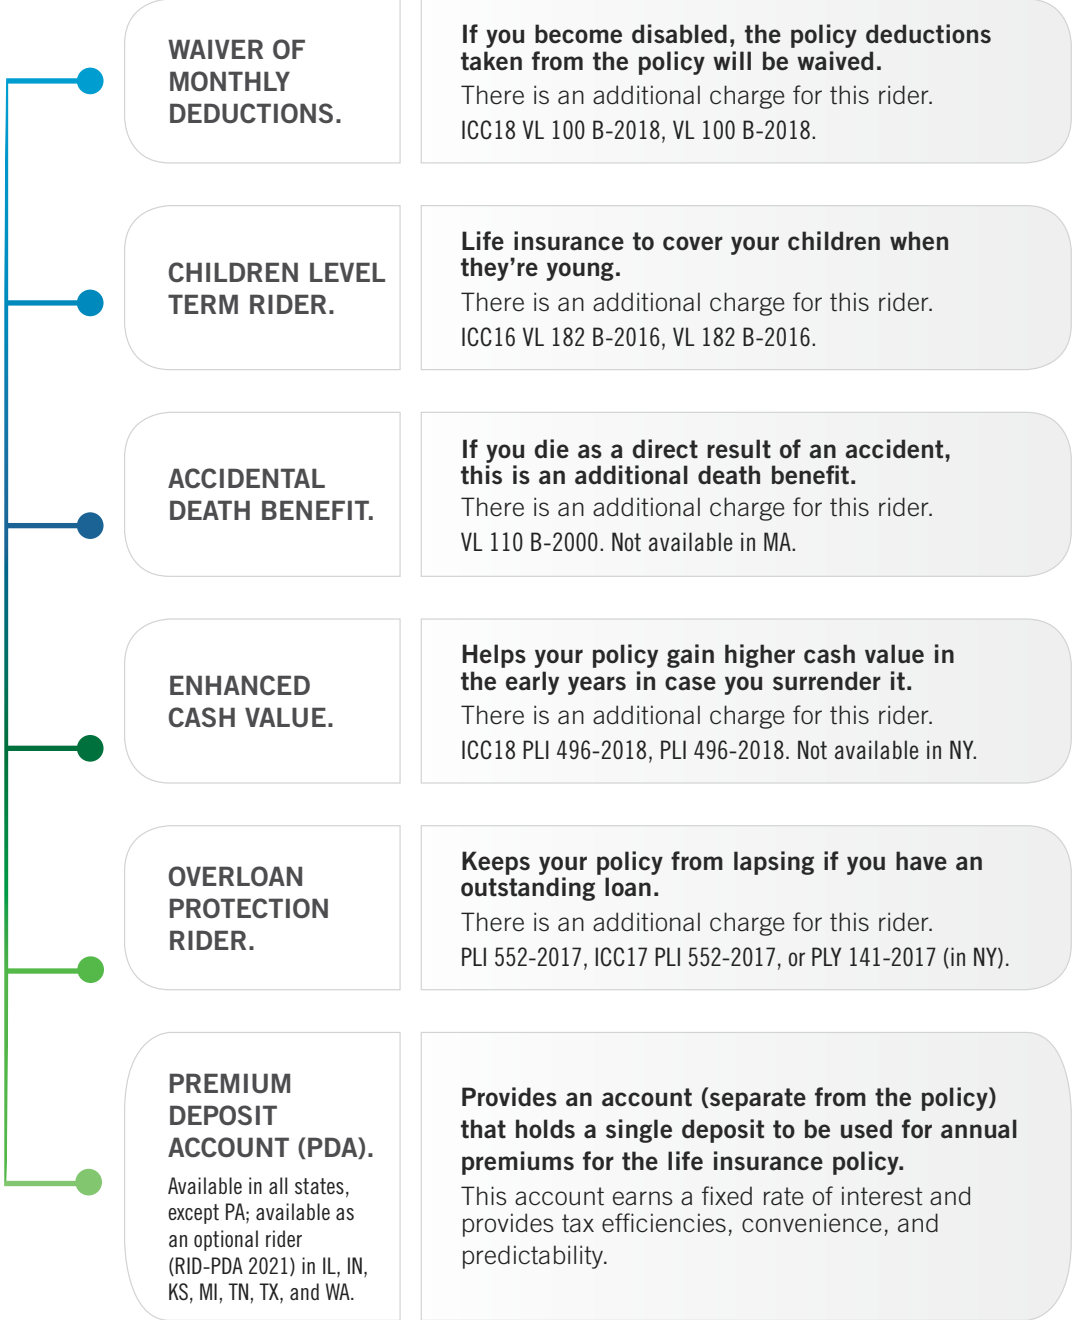 WAIVER OF
MONTHLY
DEDUCTIONS.
If you become disabled, the policy deductions
taken from the policy will be waived.
There is an additional charge for this rider.
ICC18 VL 100 B-2018, VL 100 B-2018.
CHILDREN LEVEL
TERM RIDER.
Life insurance to cover your children when
they’re young.
There is an additional charge for this rider.
ICC16 VL 182 B-2016, VL 182 B-2016.
ACCIDENTAL
DEATH BENEFIT.
If you die as a direct result of an accident,
this is an additional death benefit.
There is an additional charge for this rider.
VL 110 B-2000. Not available in MA.
ENHANCED
CASH VALUE.
Helps your policy gain higher cash value in
the early years in case you surrender it.
There is an additional charge for this rider.
ICC18 PLI 496-2018, PLI 496-2018. Not available in NY.
OVERLOAN
PROTECTION
RIDER.
Keeps your policy from lapsing if you have an
outstanding loan.
There is an additional charge for this rider.
PLI 552-2017, ICC17 PLI 552-2017, or PLY 141-2017 (in NY).
PREMIUM
DEPOSIT
ACCOUNT (PDA).
Available in all states,
except PA; available as
an optional rider
(RID-PDA 2021) in IL, IN,
KS, MI, TN, TX, and WA.
Provides an account (separate from the policy)
that holds a single deposit to be used for annual
premiums for the life insurance policy.
This account earns a fixed rate of interest and
provides tax efficiencies, convenience, and
predictability.